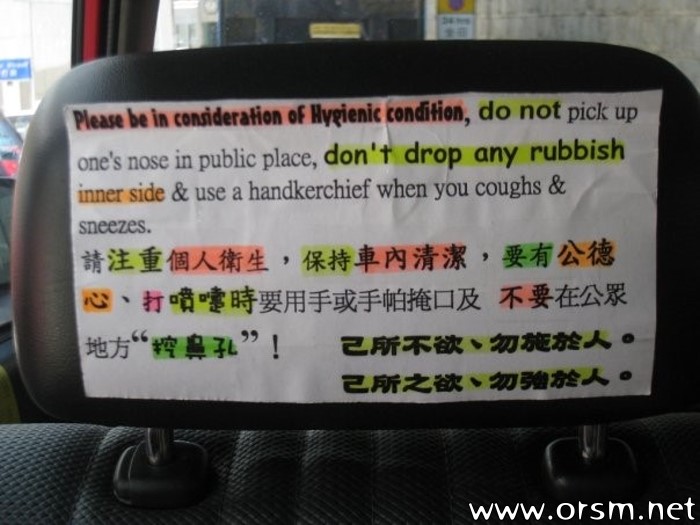 Please be in consideration of Hygienic condition, do not pick up
one's nose in public place, don't drop any rubbish
inner side & use a handkerchief when you coughs &
sneezes.
請注重個人衛生，保持車內清潔，要有公德
心、打噴嚏時要用手或手帕掩口及 不要在公眾
地方“挖鼻孔”！ 己所不欲、勿施於人。
己所之欲、勿強於人。
www.orsm.net